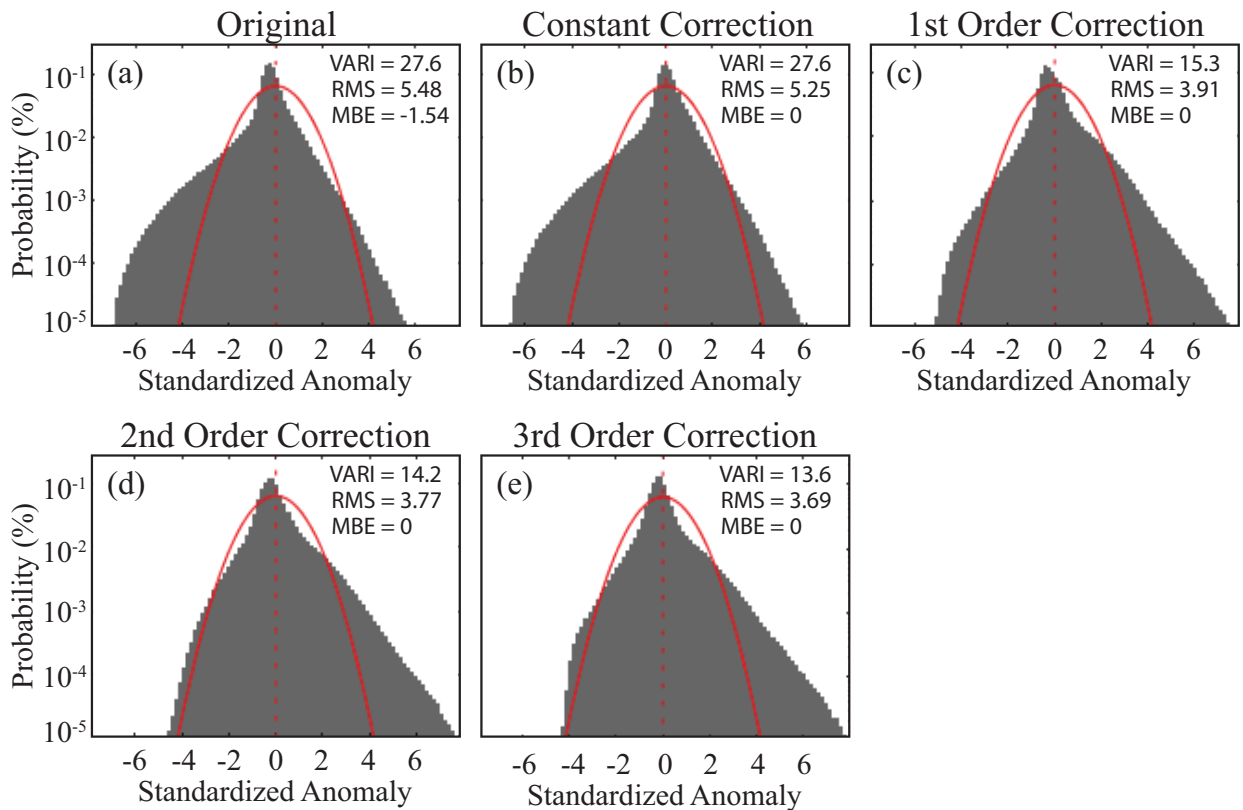 Original
Constant Correction
1st Order Correction
(a)
VARI = 27.6
RMS = 5.48
MBE = -1.54
(b)
VARI = 27.6
RMS = 5.25
MBE = 0
(c)
VARI = 15.3
RMS = 3.91
MBE = 0
Probability (%)
10-1
10-2
10-3
10-4
10-5
-6 -4 -2 0 2 4 6
-6 -4 -2 0 2 4 6
-6 -4 -2 0 2 4 6
Standardized Anomaly
Standardized Anomaly
Standardized Anomaly
2nd Order Correction
3rd Order Correction
(d)
VARI = 14.2
RMS = 3.77
MBE = 0
(e)
VARI = 13.6
RMS = 3.69
MBE = 0
Probability (%)
10-1
10-2
10-3
10-4
10-5
-6 -4 -2 0 2 4 6
-6 -4 -2 0 2 4 6
Standardized Anomaly
Standardized Anomaly